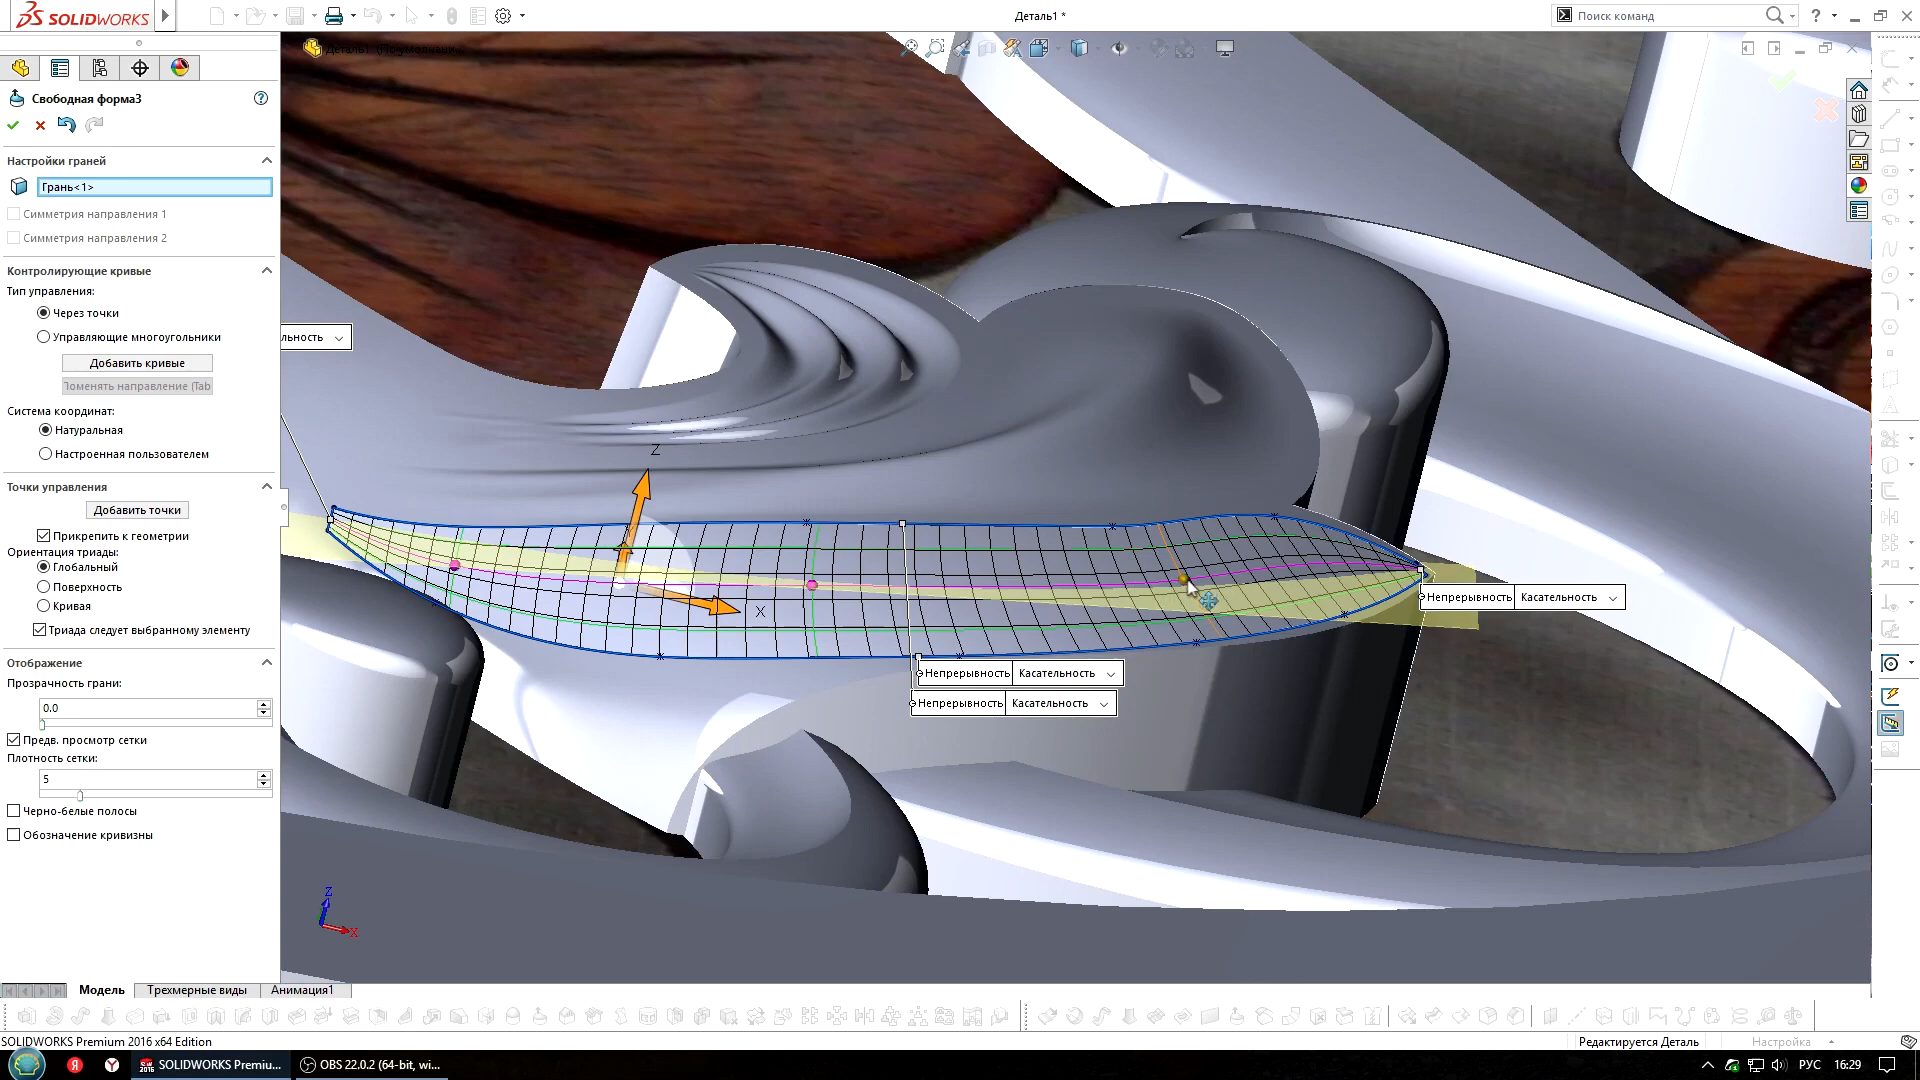 SOLIDWORKS
Деталь1 *
Поиск команд
?
Свободная форма3
?
Настройки граней
Грань<1>
Симметрия направления 1
Симметрия направления 2
Контролирующие кривые
Тип управления:
Через точки
Управляющие многоугольники
Добавить кривые
Поменять направление (Tab
Система координат:
Натуральная
Настроенная пользователем
Точки управления
Добавить точки
Прикрепить к геометрии
Ориентация триады:
Глобальный
Поверхность
Кривая
Триада следует выбранному элементу
Отображение
Прозрачность грани:
0.0
Предв. просмотр сетки
Плотность сетки:
5
Черно-белые полосы
Обозначение кривизны
льность
Z
X
Непрерывность Касательность
Непрерывность Касательность
Непрерывность Касательность
Z
X
Модель Трехмерные виды Анимация1
SOLIDWORKS Premium 2016 x64 Edition
Редактируется Деталь
Настройка
SOLIDWORKS Premiu...
OBS 22.0.2 (64-bit, wi...
РУС
16:29